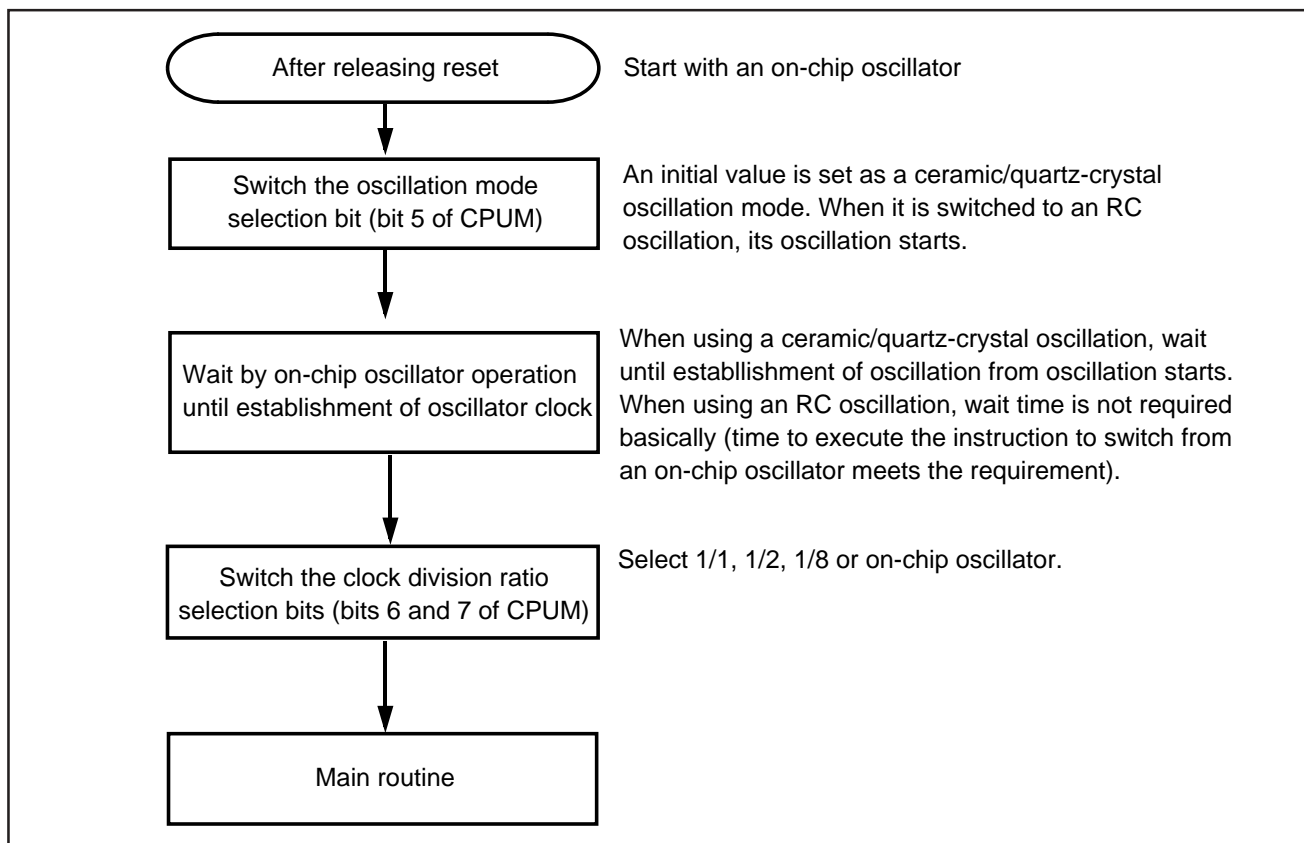 After releasing reset
Start with an on-chip oscillator
Switch the oscillation mode
selection bit (bit 5 of CPUM)
An initial value is set as a ceramic/quartz-crystal
oscillation mode. When it is switched to an RC
oscillation, its oscillation starts.
Wait by on-chip oscillator operation
until establishment of oscillator clock
When using a ceramic/quartz-crystal oscillation, wait
until establlishment of oscillation from oscillation starts.
When using an RC oscillation, wait time is not required
basically (time to execute the instruction to switch from
an on-chip oscillator meets the requirement).
Switch the clock division ratio
selection bits (bits 6 and 7 of CPUM)
Select 1/1, 1/2, 1/8 or on-chip oscillator.
Main routine